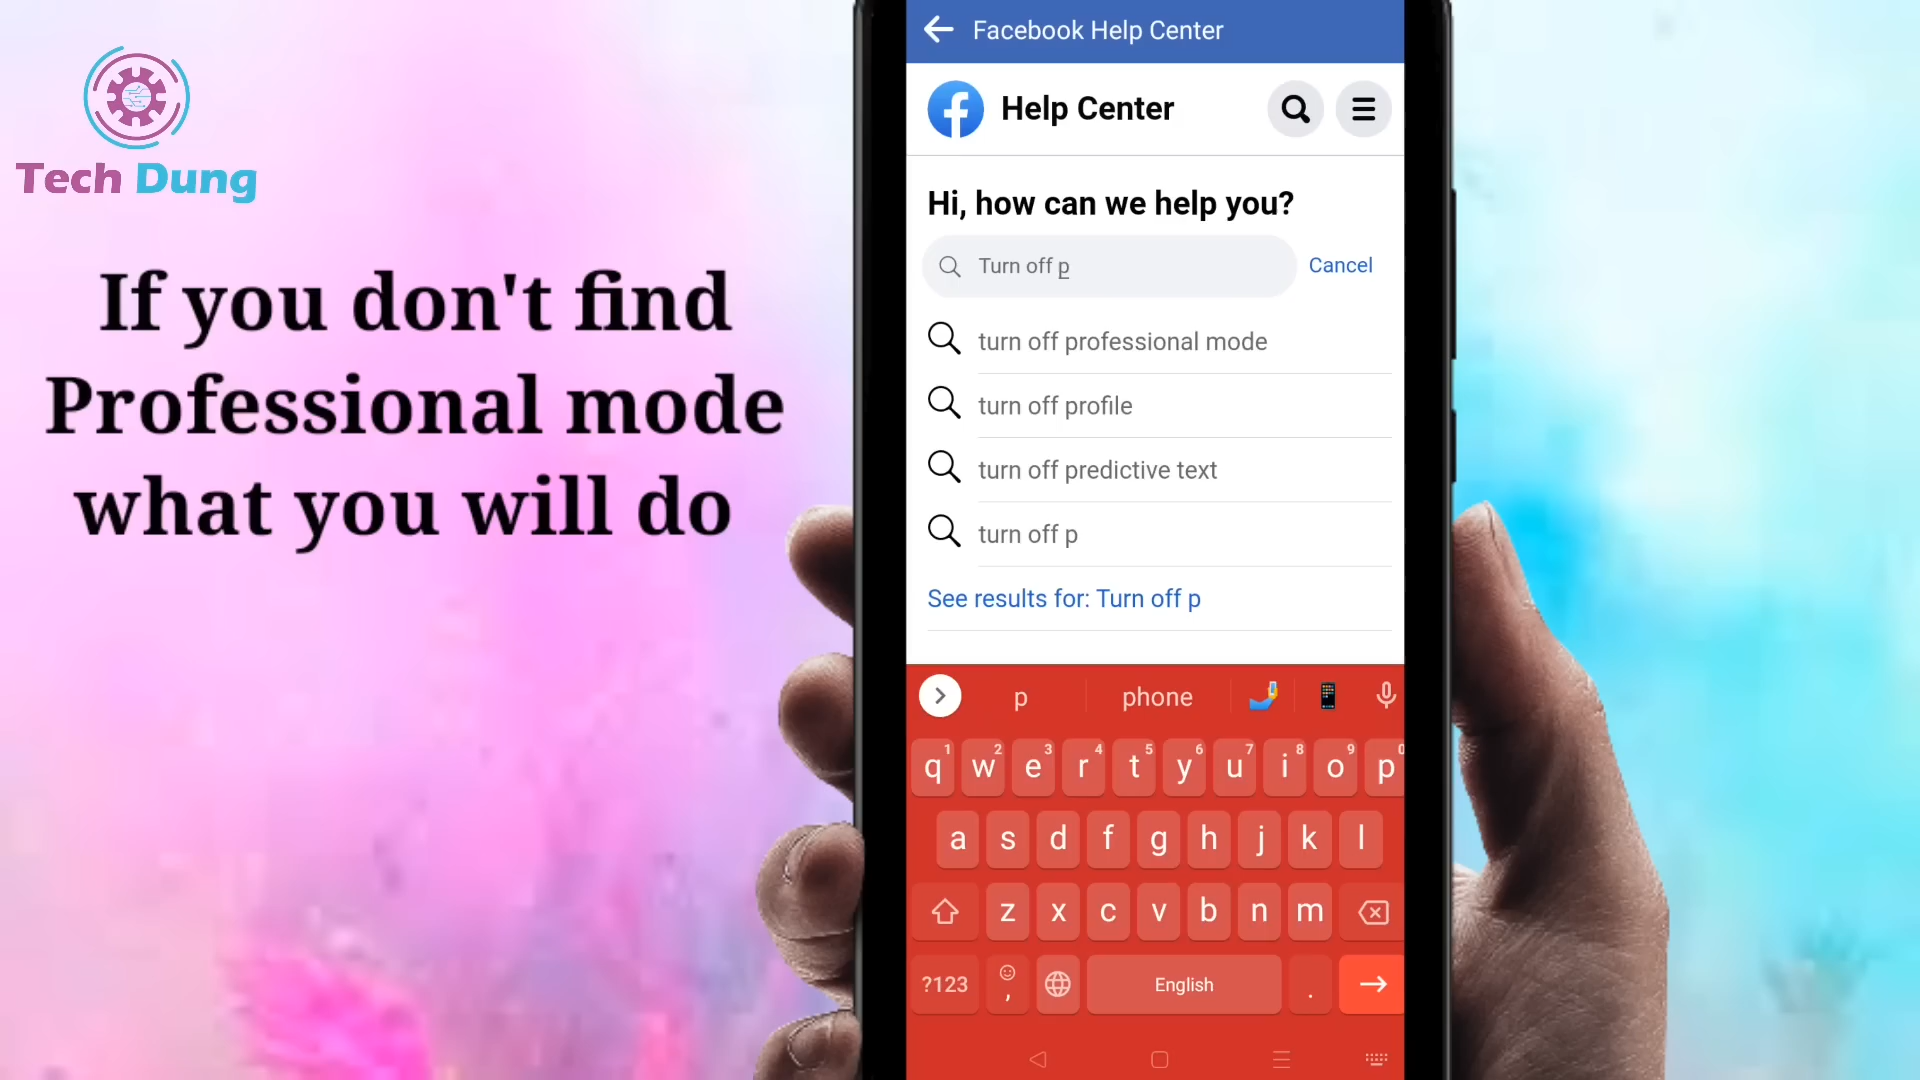 Tech Dung
If you don't find
Professional mode
what you will do
Facebook Help Center
Help Center
Hi, how can we help you?
Turn off p
Cancel
turn off professional mode
turn off profile
turn off predictive text
turn off p
See results for: Turn off p
p phone
1 2 3 4 5 6 7 8 9 0
q w e r t y u i o p
a s d f g h j k l
z x c v b n m
?123 , English .